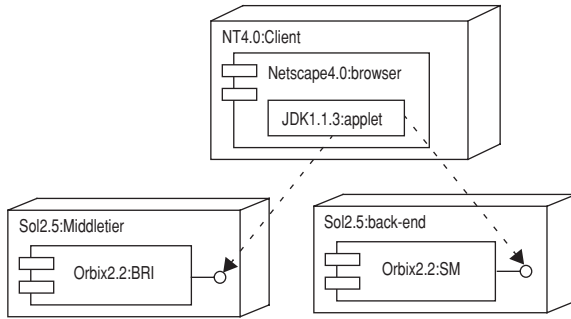 NT4.0:Client
Netscape4.0:browser
JDK1.1.3:applet
Sol2.5:Middletier
Orbix2.2:BRI
Sol2.5:back-end
Orbix2.2:SM